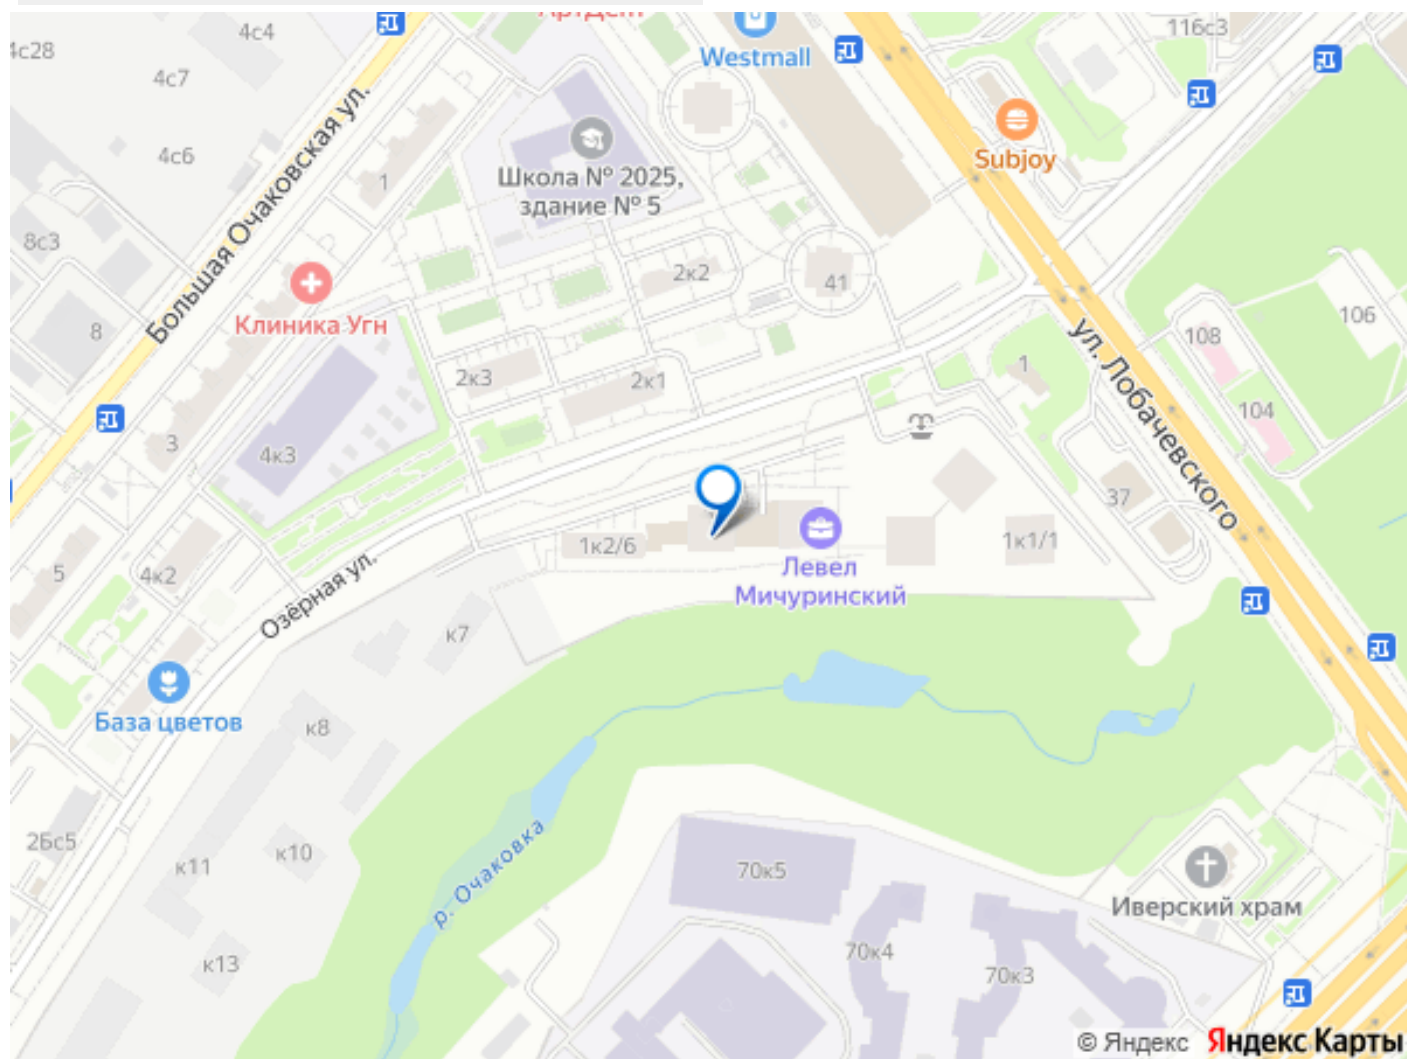 АртДент
4с4
4с28
116с3
Westmall
4с7
4с6
Subjoy
Школа № 2025,
здание № 5
1
Большая Очаковская ул.
8с3
2к2
41
Клиника Угн
8
106
108
ул. Лобачевского
1
2к3
2к1
104
3
4к3
37
1к2/6
1к1/1
Левел
Мичуринский
5
4к2
Озёрная ул.
к7
База цветов
к8
2Бс5
к11
к10
70к5
р. Очаковка
Иверский храм
70к4
70к3
к13
© Яндекс Яндекс Карты